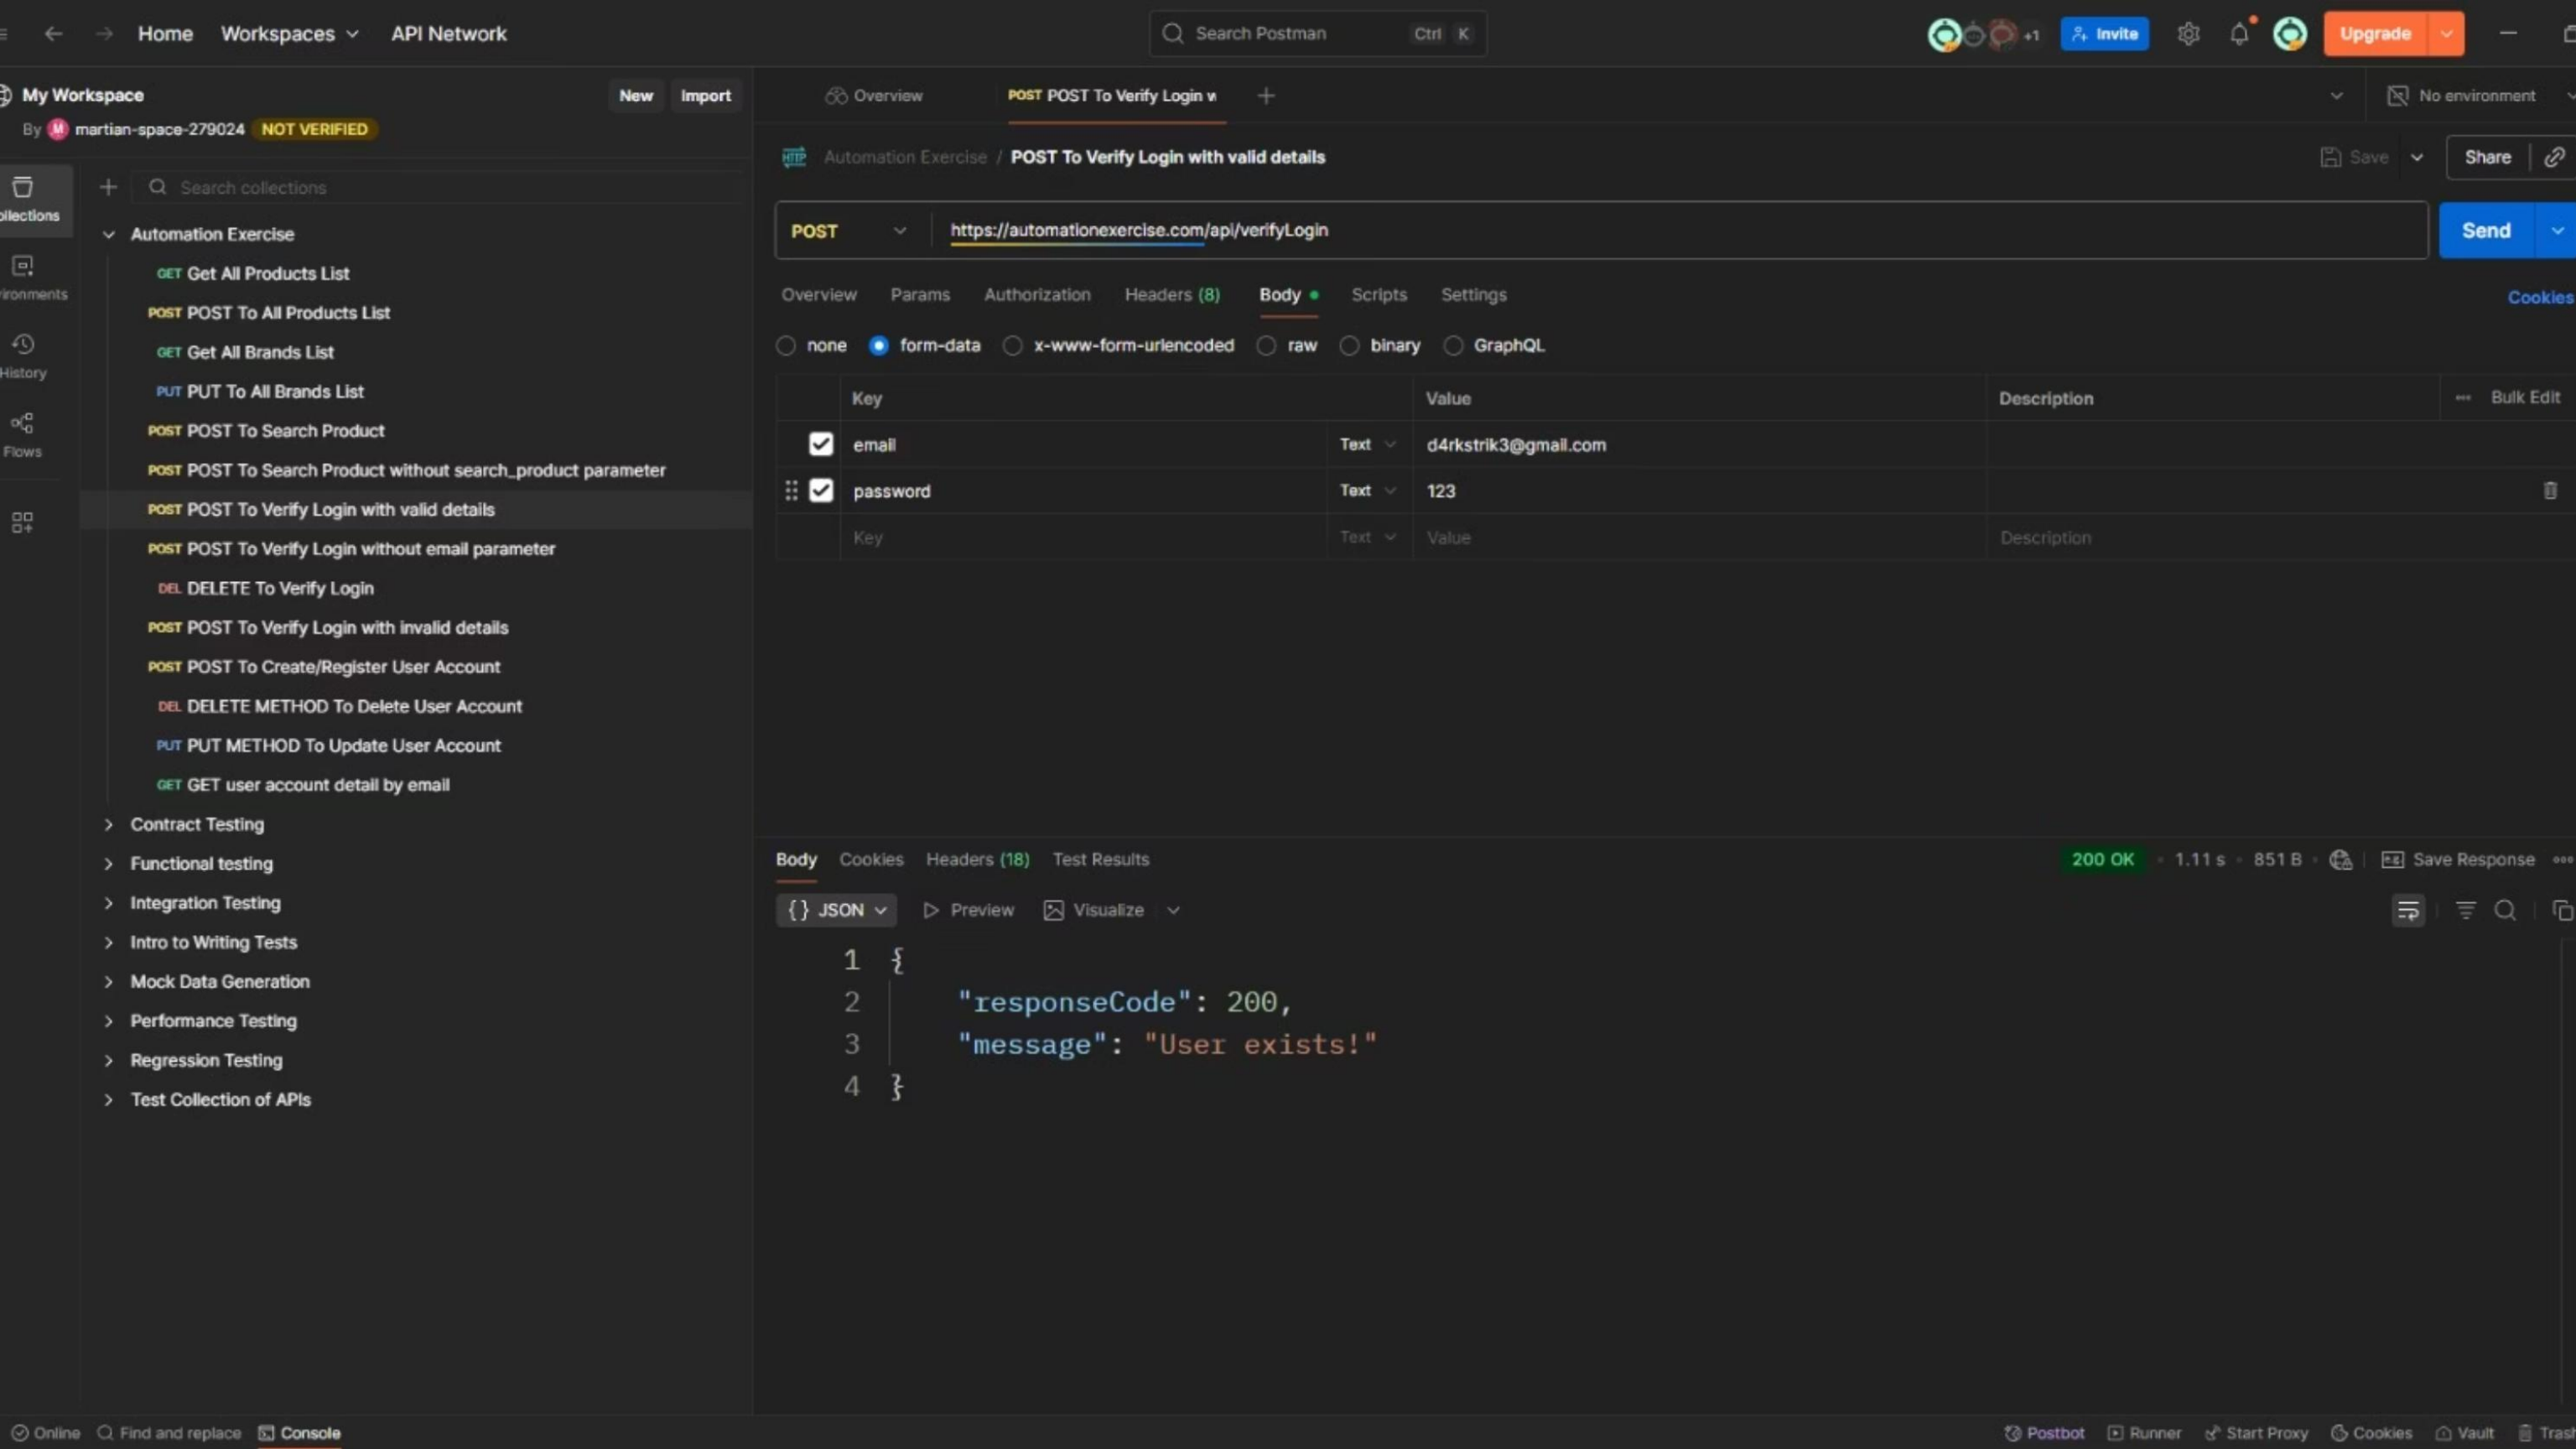 Home Workspaces API Network Search Postman Ctrl K +1 Invite Upgrade
My Workspace New Import
By M martian-space-279024 NOT VERIFIED
Overview POST POST To Verify Login w No environment
HTTP Automation Exercise / POST To Verify Login with valid details Save Share
Search collections
ollections
ironments
History
Flows
Automation Exercise
GET Get All Products List
POST POST To All Products List
GET Get All Brands List
PUT PUT To All Brands List
POST POST To Search Product
POST POST To Search Product without search_product parameter
POST POST To Verify Login with valid details
POST POST To Verify Login without email parameter
DEL DELETE To Verify Login
POST POST To Verify Login with invalid details
POST POST To Create/Register User Account
DEL DELETE METHOD To Delete User Account
PUT PUT METHOD To Update User Account
GET GET user account detail by email
Contract Testing
Functional testing
Integration Testing
Intro to Writing Tests
Mock Data Generation
Performance Testing
Regression Testing
Test Collection of APIs
POST https://automationexercise.com/api/verifyLogin Send
Overview Params Authorization Headers (8) Body Scripts Settings Cookies
none form-data x-www-form-urlencoded raw binary GraphQL
Key Value Description Bulk Edit
email Text d4rkstrik3@gmail.com
password Text 123
Key Text Value Description
Body Cookies Headers (18) Test Results 200 OK 1.11 s 851 B Save Response
{} JSON Preview Visualize
1 {
2 "responseCode": 200,
3 "message": "User exists!"
4 }
Online Find and replace Console Postbot Runner Start Proxy Cookies Vault Tras